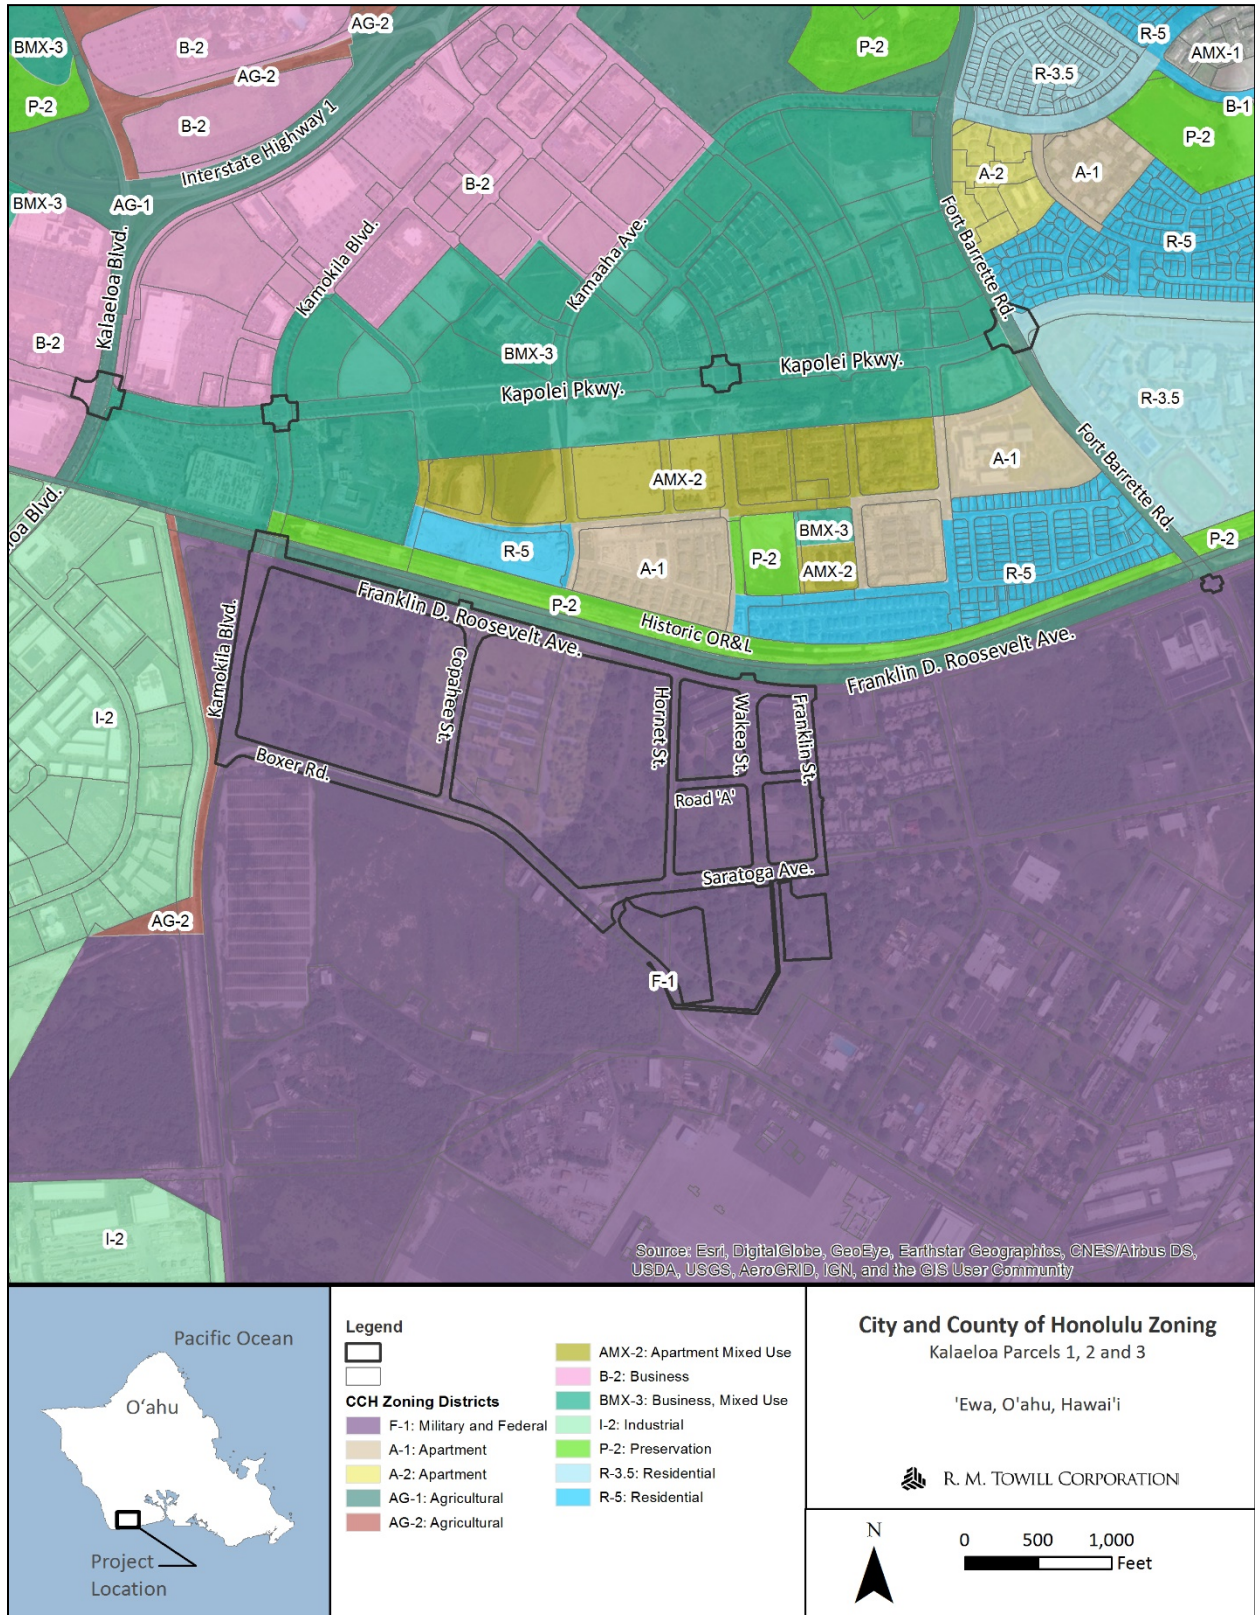 AG-2
BMX-3
B-2
P-2
R-5
AMX-1
AG-2
R-3.5
P-2
B-2
B-1
P-2
Interstate Highway 1
A-2
A-1
B-2
BMX-3
AG-1
Kalaeloa Blvd.
Kamokila Blvd.
Kamaaha Ave.
Fort Barrette Rd.
R-5
B-2
BMX-3
Kapolei Pkwy.
Kapolei Pkwy.
R-3.5
A-1
Fort Barrette Rd.
AMX-2
loa Blvd.
R-5
A-1
P-2
BMX-3
AMX-2
R-5
P-2
P-2
Historic OR&L
Franklin D. Roosevelt Ave.
Franklin D. Roosevelt Ave.
Kamokila Blvd.
Copahee St.
Hornet St.
Wakea St.
Franklin St.
I-2
Boxer Rd.
Road 'A'
Saratoga Ave.
AG-2
F-1
I-2
Source: Esri, DigitalGlobe, GeoEye, Earthstar Geographics, CNES/Airbus DS,
USDA, USGS, AeroGRID, IGN, and the GIS User Community
Pacific Ocean
Oʻahu
Project
Location
Legend
CCH Zoning Districts
F-1: Military and Federal
A-1: Apartment
A-2: Apartment
AG-1: Agricultural
AG-2: Agricultural
AMX-2: Apartment Mixed Use
B-2: Business
BMX-3: Business, Mixed Use
I-2: Industrial
P-2: Preservation
R-3.5: Residential
R-5: Residential
City and County of Honolulu Zoning
Kalaeloa Parcels 1, 2 and 3
'Ewa, O'ahu, Hawai'i
R. M. TOWILL CORPORATION
N
0 500 1,000
Feet